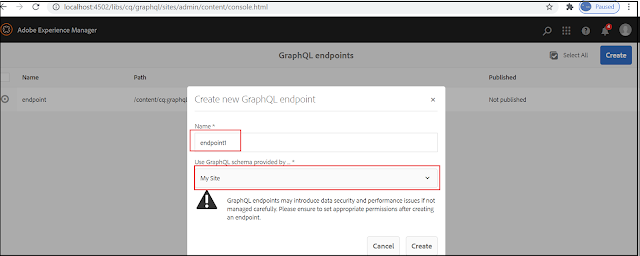 localhost:4502/libs/cq/graphql/sites/admin/content/console.html
Paused
Adobe Experience Manager
4
GraphQL endpoints
Select All
Create
Name
Path
Published
endpoint
/content/cq-graphql
Not published
Create new GraphQL endpoint
Name *
endpoint1
Use GraphQL schema provided by .. *
My Site
GraphQL endpoints may introduce data security and performance issues if not
managed carefully. Please ensure to set appropriate permissions after creating
an endpoint.
Cancel
Create